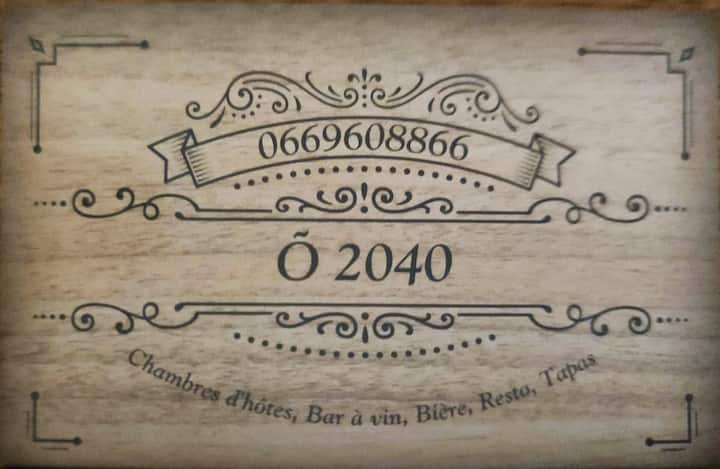 0669608866
Õ 2040
Chambres d'hôtes, Bar à vin, Bière, Resto, Tapas